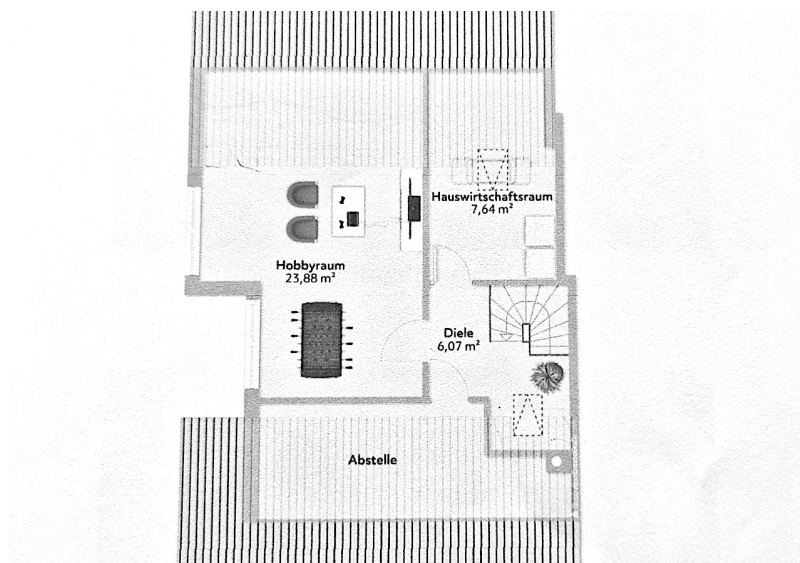 Hauswirtschaftsraum
7,64 m²
Hobbyraum
23,88 m²
Diele
6,07 m²
Abstelle